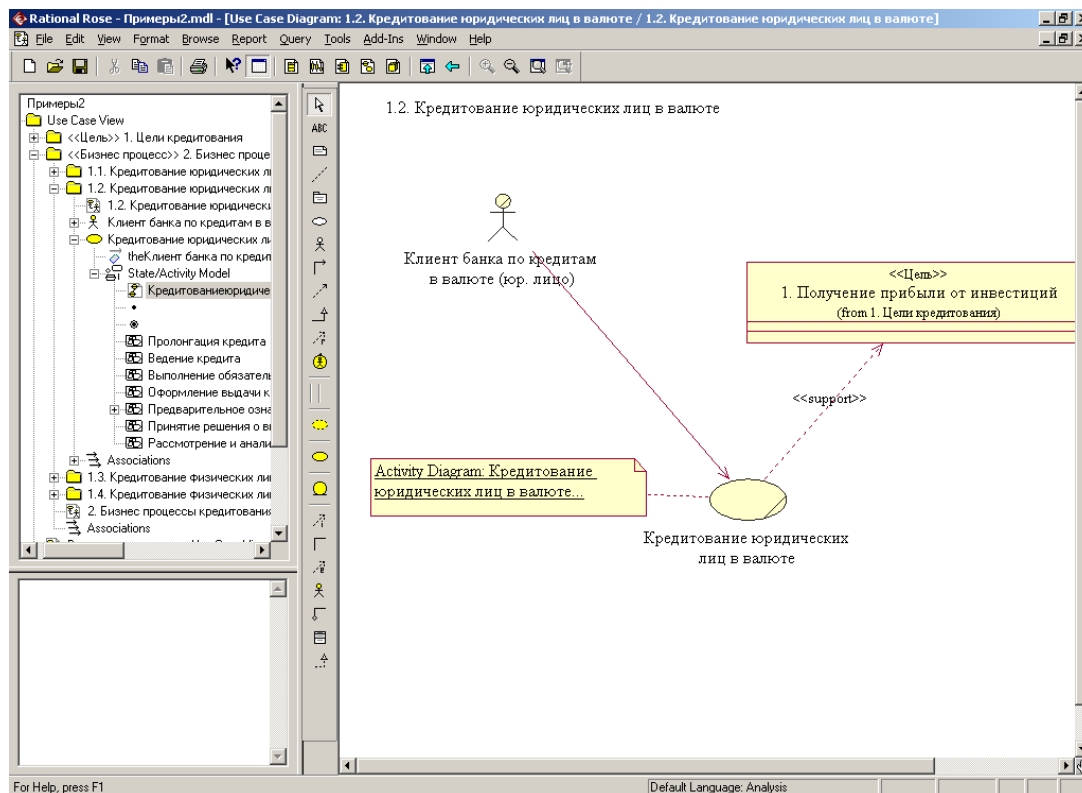 Rational Rose - Примеры2.mdl - [Use Case Diagram: 1.2. Кредитование юридических лиц в валюте / 1.2. Кредитование юридических лиц в валюте]
File Edit View Format Browse Report Query Tools Add-Ins Window Help
Примеры2
Use Case View
<<Цель>> 1. Цели кредитования
<<Бизнес процесс>> 2. Бизнес проце
1.1. Кредитование юридических л
1.2. Кредитование юридических л
1.2. Кредитование юридически
Клиент банка по кредитам в в
Кредитование юридических ли
theКлиент банка по кредит
State/Activity Model
Кредитованиеюридиче
Пролонгация кредита
Ведение кредита
Выполнение обязатель
Оформление выдачи к
Предварительное озна
Принятие решения о вы
Рассмотрение и анали
Associations
1.3. Кредитование физических ли
1.4. Кредитование физических ли
2. Бизнес процессы кредитования
Associations
ABC
1.2. Кредитование юридических лиц в валюте
Клиент банка по кредитам
в валюте (юр. лицо)
<<Цель>>
1. Получение прибыли от инвестиций
(from 1. Цели кредитования)
<<support>>
Activity Diagram: Кредитование
юридических лиц в валюте...
Кредитование юридических
лиц в валюте
For Help, press F1
Default Language: Analysis